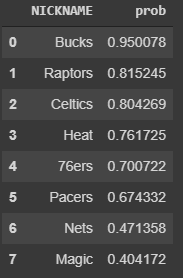 NICKNAME prob
0 Bucks 0.950078
1 Raptors 0.815245
2 Celtics 0.804269
3 Heat 0.761725
4 76ers 0.700722
5 Pacers 0.674332
6 Nets 0.471358
7 Magic 0.404172